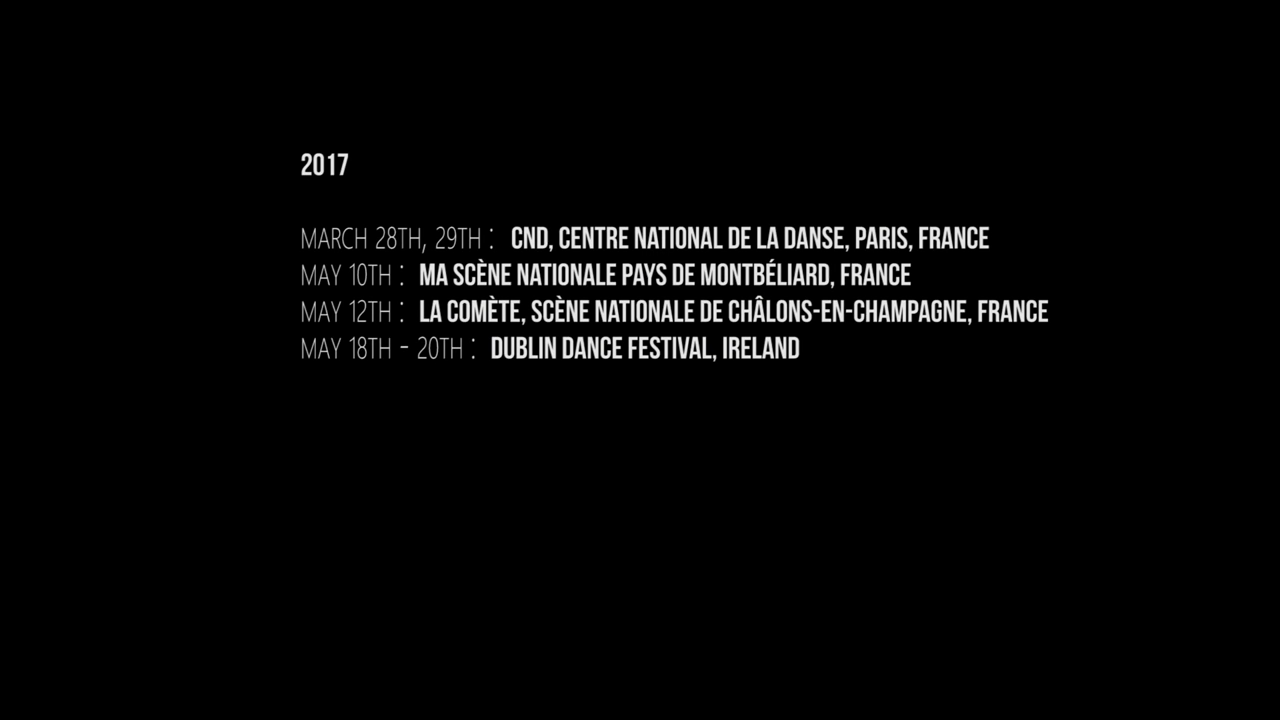 2017
MARCH 28TH, 29TH : CND, CENTRE NATIONAL DE LA DANSE, PARIS, FRANCE
MAY 10TH : MA SCÈNE NATIONALE PAYS DE MONTBÉLIARD, FRANCE
MAY 12TH : LA COMÈTE, SCÈNE NATIONALE DE CHÂLONS-EN-CHAMPAGNE, FRANCE
MAY 18TH - 20TH : DUBLIN DANCE FESTIVAL, IRELAND